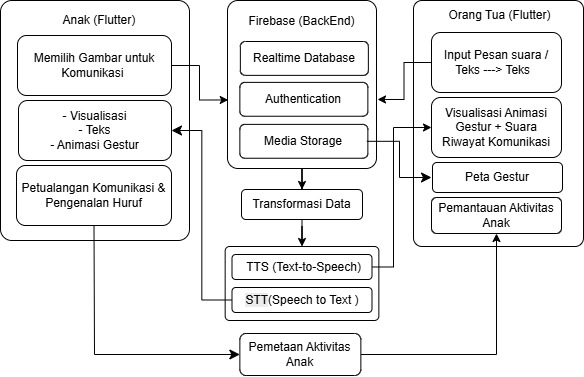 Anak (Flutter)
Memilih Gambar untuk
Komunikasi
- Visualisasi
- Teks
- Animasi Gestur
Petualangan Komunikasi &
Pengenalan Huruf
Firebase (BackEnd)
Realtime Database
Authentication
Media Storage
Transformasi Data
TTS (Text-to-Speech)
STT(Speech to Text )
Pemetaan Aktivitas
Anak
Orang Tua (Flutter)
Input Pesan suara /
Teks ---> Teks
Visualisasi Animasi
Gestur + Suara
Riwayat Komunikasi
Peta Gestur
Pemantauan Aktivitas
Anak